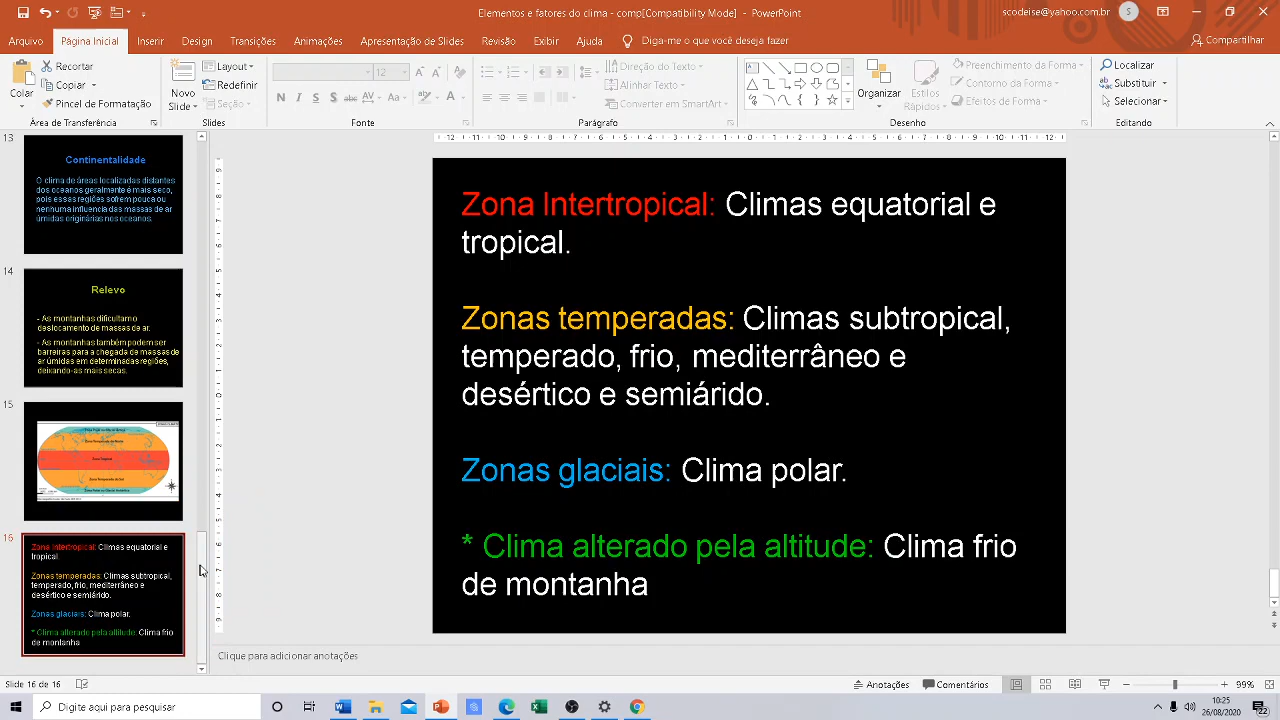 Elementos e fatores do clima - comp[Compatibility Mode] - PowerPoint
scodeise@yahoo.com.br
S
Arquivo Página Inicial Inserir Design Transições Animações Apresentação de Slides Revisão Exibir Ajuda Diga-me o que você deseja fazer
Compartilhar
Colar
Recortar
Copiar
Pincel de Formatação
Área de Transferência
Novo Slide
Layout
Redefinir
Seção
Slides
12
N I S S abc AV Aa
Fonte
Direção do Texto
Alinhar Texto
Converter em SmartArt
Parágrafo
Organizar
Estilos Rápidos
Preenchimento da Forma
Contorno da Forma
Efeitos de Forma
Desenho
Localizar
Substituir
Selecionar
Editando
13
Continentalidade
O clima de áreas localizadas distantes
dos oceanos geralmente é mais seco,
pois essas regiões sofrem pouca ou
nenhuma influencia das massas de ar
úmidas originárias nos oceanos.
14
Relevo
- As montanhas dificultam o
deslocamento de massas de ar.
- As montanhas também podem ser
barreiras para a chegada de massas de
ar úmidas em determinadas regiões,
deixando-as mais secas.
15
16
Zona Intertropical: Climas equatorial e
tropical.
Zonas temperadas: Climas subtropical,
temperado, frio, mediterrâneo e
desértico e semiárido.
Zonas glaciais: Clima polar.
* Clima alterado pela altitude: Clima frio
de montanha
Zona Intertropical: Climas equatorial e
tropical.
Zonas temperadas: Climas subtropical,
temperado, frio, mediterrâneo e
desértico e semiárido.
Zonas glaciais: Clima polar.
* Clima alterado pela altitude: Clima frio
de montanha
Clique para adicionar anotações
Slide 16 de 16
Anotações
Comentários
99%
Digite aqui para pesquisar
10:25
26/08/2020
22